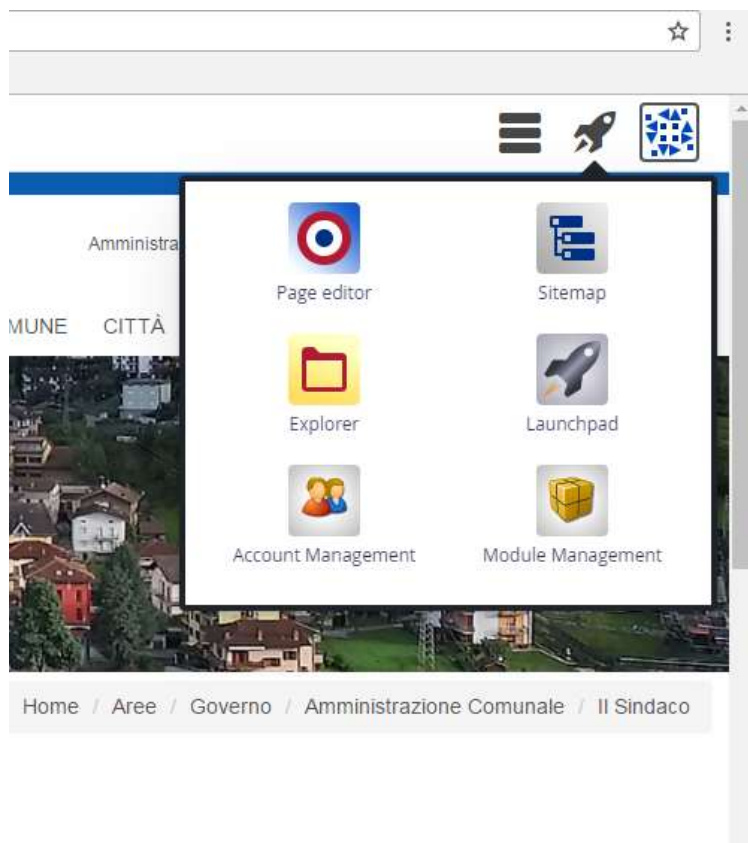 Amministra
MUNE CITTÀ
Page editor Sitemap
Explorer Launchpad
Account Management Module Management
Home / Aree / Governo / Amministrazione Comunale / Il Sindaco